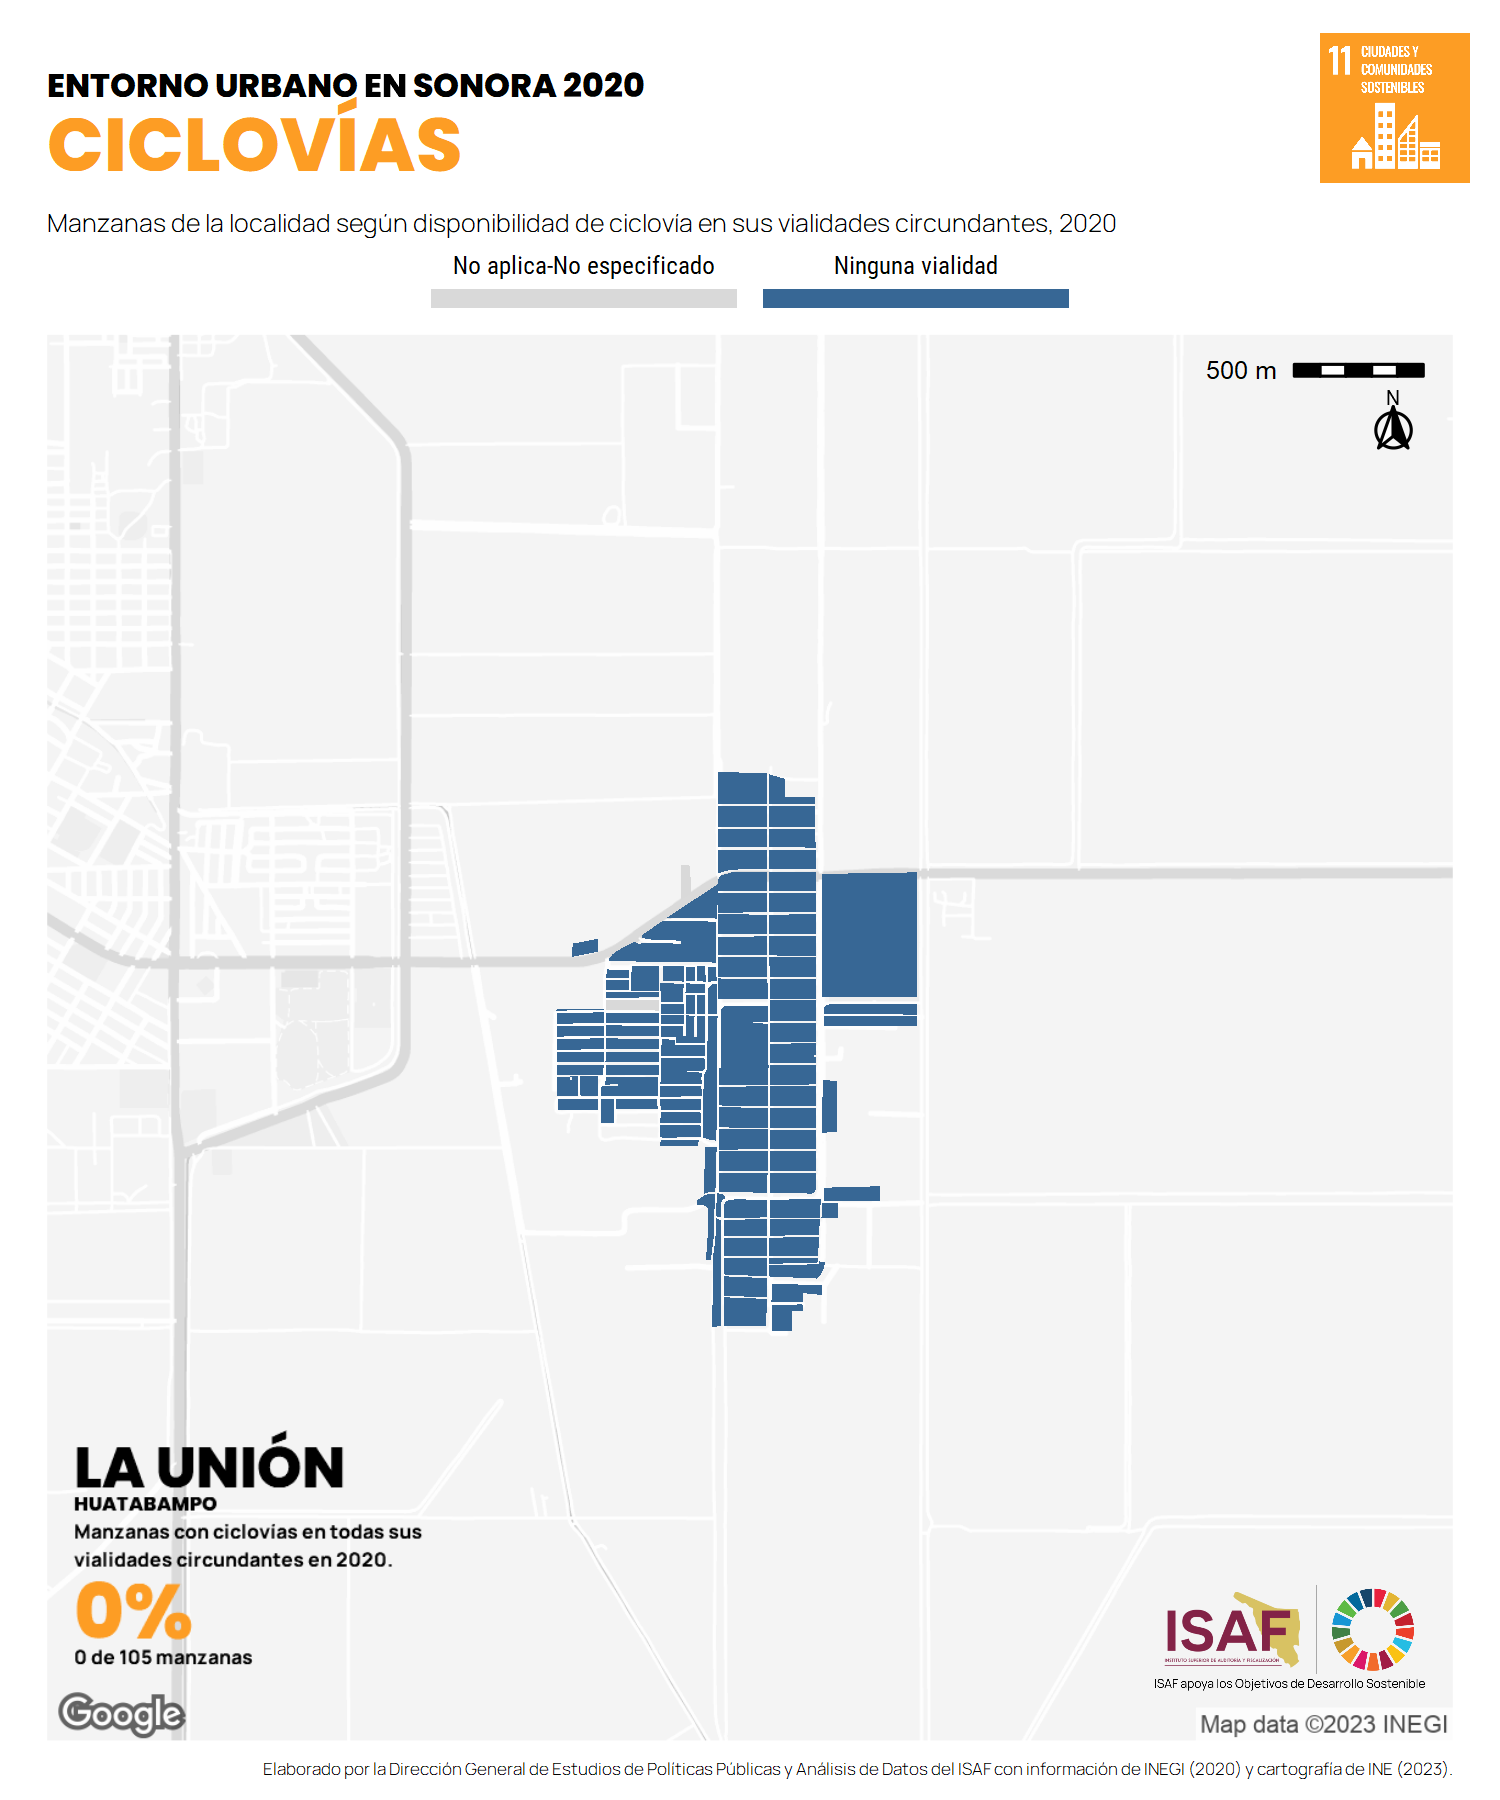 ENTORNO URBANO EN SONORA 2020
CICLOVÍAS
11 CIUDADES Y
COMUNIDADES
SOSTENIBLES
Manzanas de la localidad según disponibilidad de ciclovía en sus vialidades circundantes, 2020
No aplica-No especificado
Ninguna vialidad
500 m
N
LA UNIÓN
HUATABAMPO
Manzanas con ciclovias en todas sus
vialidades circundantes en 2020.
0%
0 de 105 manzanas
Google
ISAF
INSTITUTO SUPERIOR DE AUDITORÍA Y FISCALIZACIÓN
ISAF apoya los Objetivos de Desarrollo Sostenible
Map data ©2023 INEGI
Elaborado por la Dirección General de Estudios de Políticas Públicas y Análisis de Datos del ISAF con información de INEGI (2020) y cartografía de INE (2023).